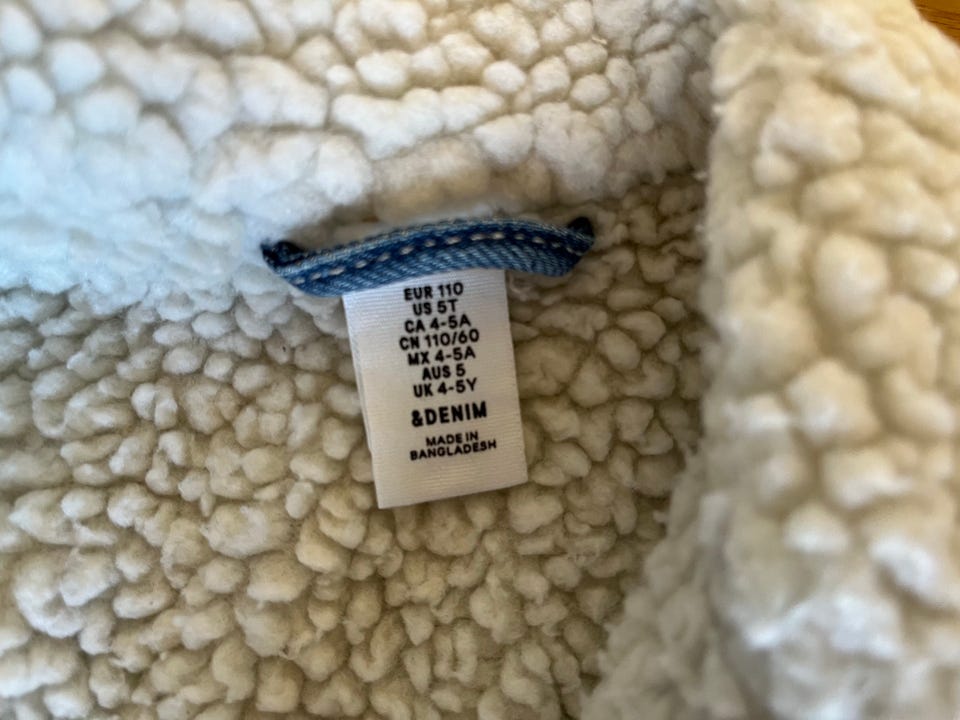 EUR 110
US 5T
CA 4-5A
CN 110/60
MX 4-5A
AUS 5
UK 4-5Y
&DENIM
MADE IN
BANGLADESH